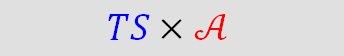 TS × 𝒜